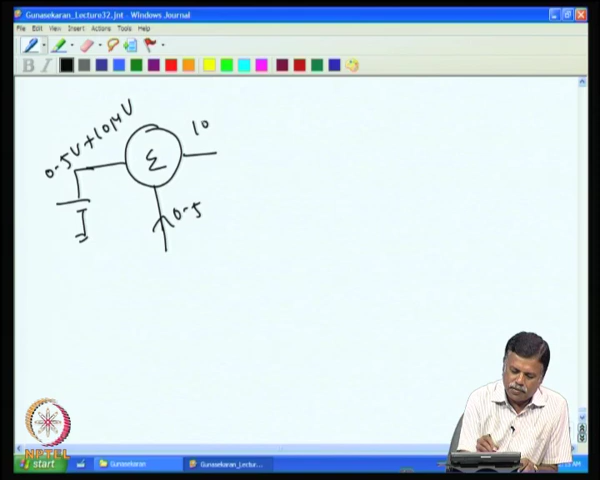 Gunasekaran_Lecture32.jnt - Windows Journal
File Edit View Insert Actions Tools Help
B I
0.5V+10μV
10
Σ
0.5
NPTEL
start
Gunasekaran
Gunasekaran_Lectur...